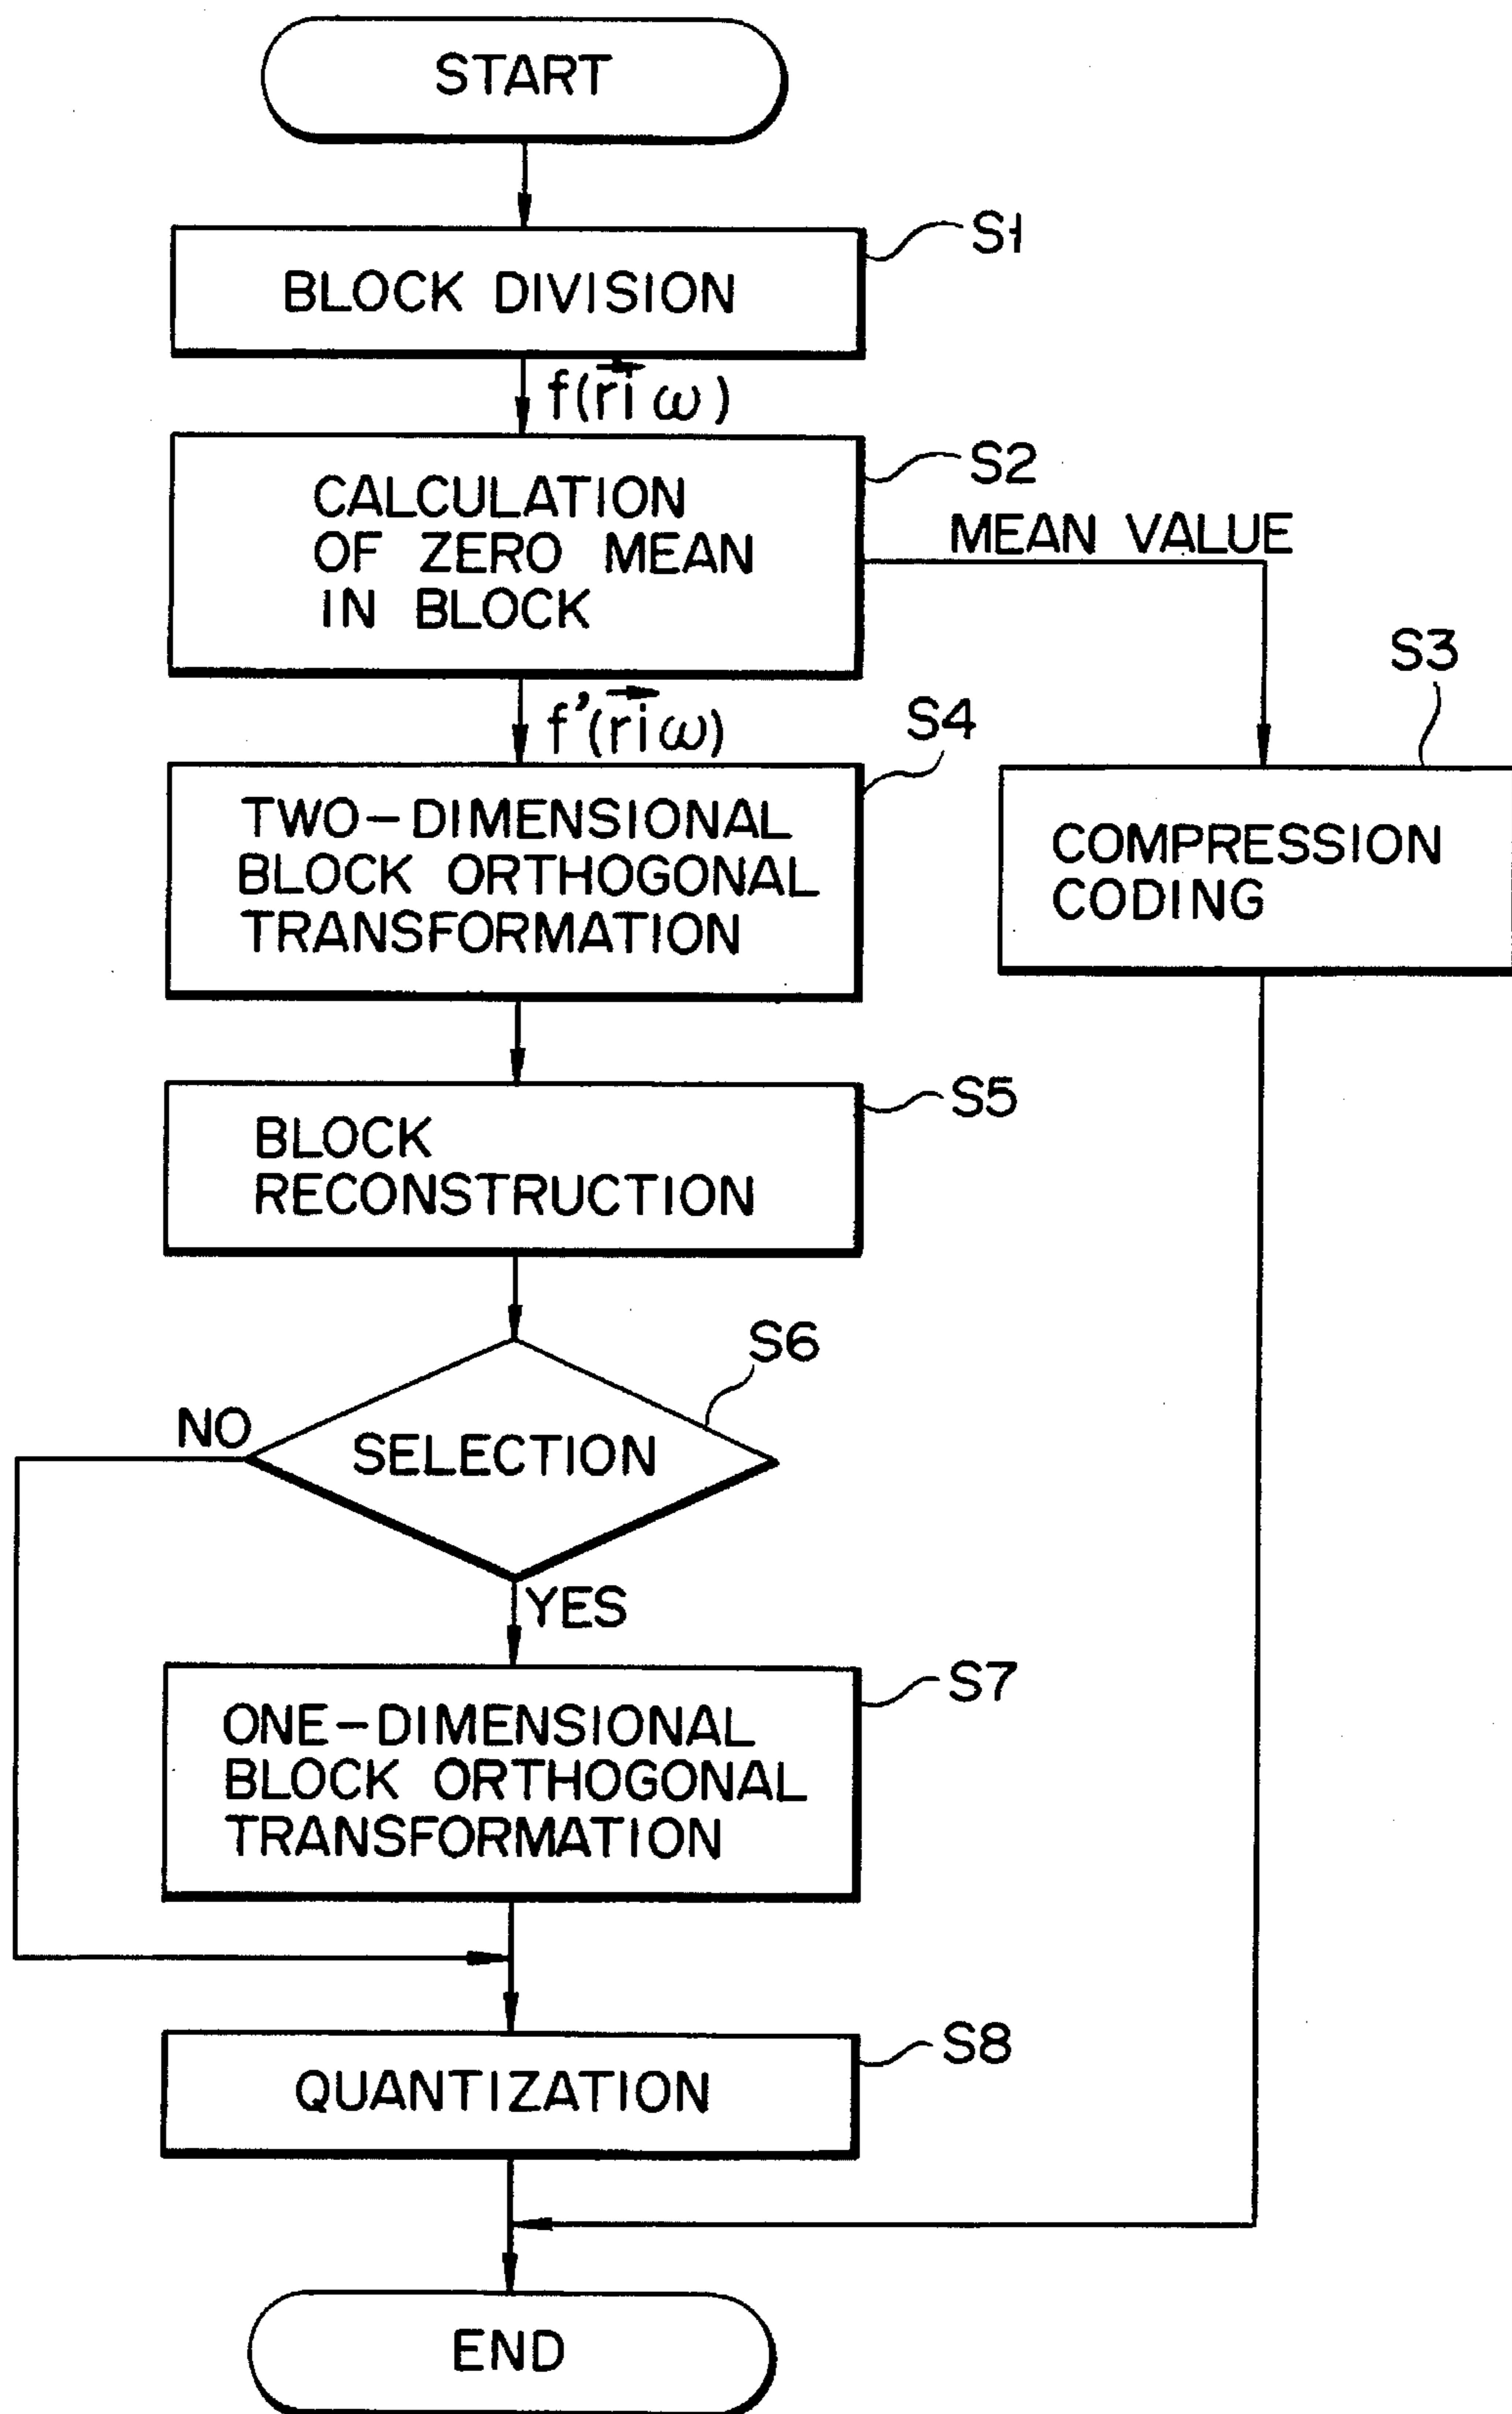 START
S1
BLOCK DIVISION
f(r⃗i⃗ ω)
S2
CALCULATION
OF ZERO MEAN
IN BLOCK
MEAN VALUE
S3
f'(r⃗i⃗ ω)
S4
TWO-DIMENSIONAL
BLOCK ORTHOGONAL
TRANSFORMATION
COMPRESSION
CODING
S5
BLOCK
RECONSTRUCTION
S6
NO
SELECTION
YES
S7
ONE-DIMENSIONAL
BLOCK ORTHOGONAL
TRANSFORMATION
S8
QUANTIZATION
END